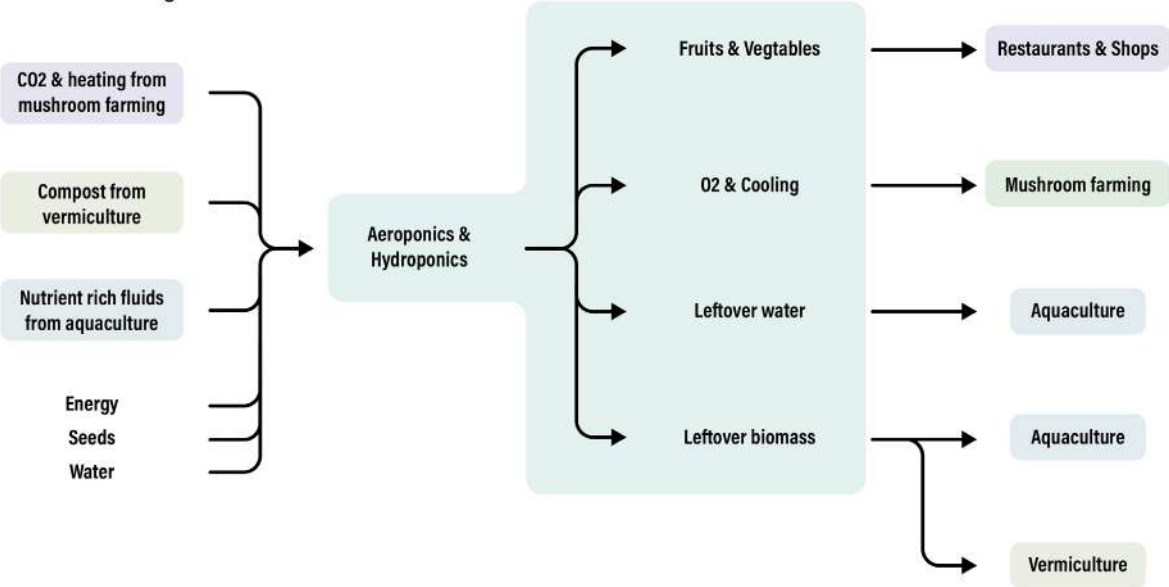 CO2 & heating from
mushroom farming
Compost from
vermiculture
Nutrient rich fluids
from aquaculture
Energy
Seeds
Water
Aeroponics &
Hydroponics
Fruits & Vegtables
O2 & Cooling
Leftover water
Leftover biomass
Restaurants & Shops
Mushroom farming
Aquaculture
Aquaculture
Vermiculture